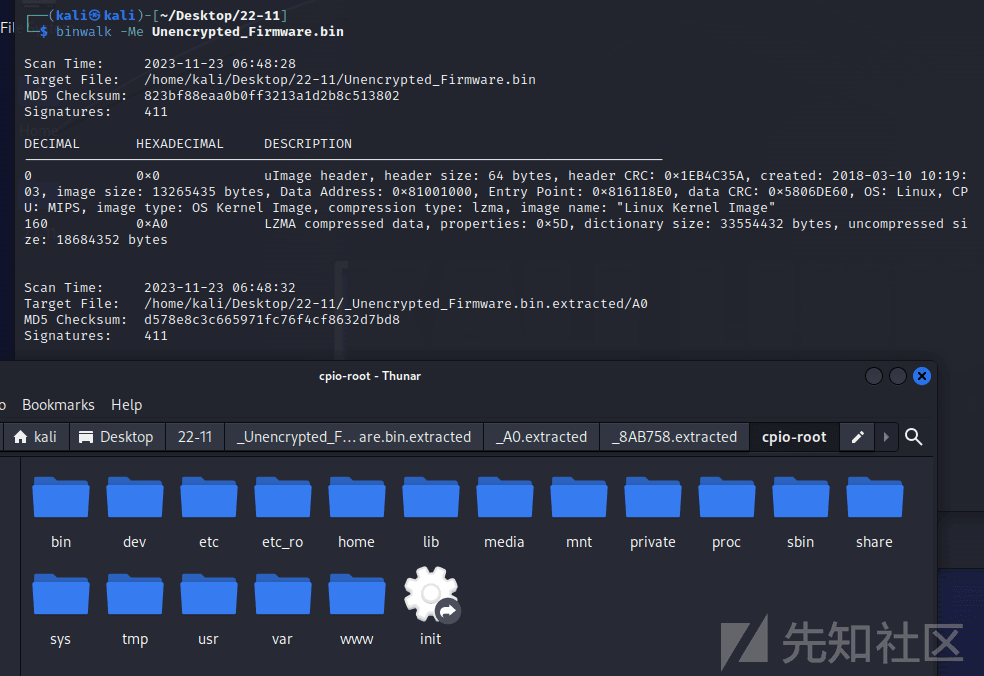 (kali㉿kali)-[~/Desktop/22-11]
File
$ binwalk -Me Unencrypted_Firmware.bin
Scan Time:     2023-11-23 06:48:28
Target File:   /home/kali/Desktop/22-11/Unencrypted_Firmware.bin
MD5 Checksum:  823bf88eaa0b0ff3213a1d2b8c513802
Signatures:    411
Home
DECIMAL       HEXADECIMAL     DESCRIPTION
0             0×0             uImage header, header size: 64 bytes, header CRC: 0×1EB4C35A, created: 2018-03-10 10:19:
03, image size: 13265435 bytes, Data Address: 0×81001000, Entry Point: 0×816118E0, data CRC: 0×5806DE60, OS: Linux, CP
U: MIPS, image type: OS Kernel Image, compression type: lzma, image name: "Linux Kernel Image"
160           0×A0            LZMA compressed data, properties: 0×5D, dictionary size: 33554432 bytes, uncompressed si
ze: 18684352 bytes
Scan Time:     2023-11-23 06:48:32
Target File:   /home/kali/Desktop/22-11/_Unencrypted_Firmware.bin.extracted/A0
MD5 Checksum:  d578e8c3c665971fc76f4cf8632d7bd8
Signatures:    411
cpio-root - Thunar
o Bookmarks Help
kali Desktop 22-11 _Unencrypted_F...are.bin.extracted _A0.extracted _8AB758.extracted cpio-root
bin dev etc etc_ro home lib media mnt private proc sbin share
sys tmp usr var www init
先知社区